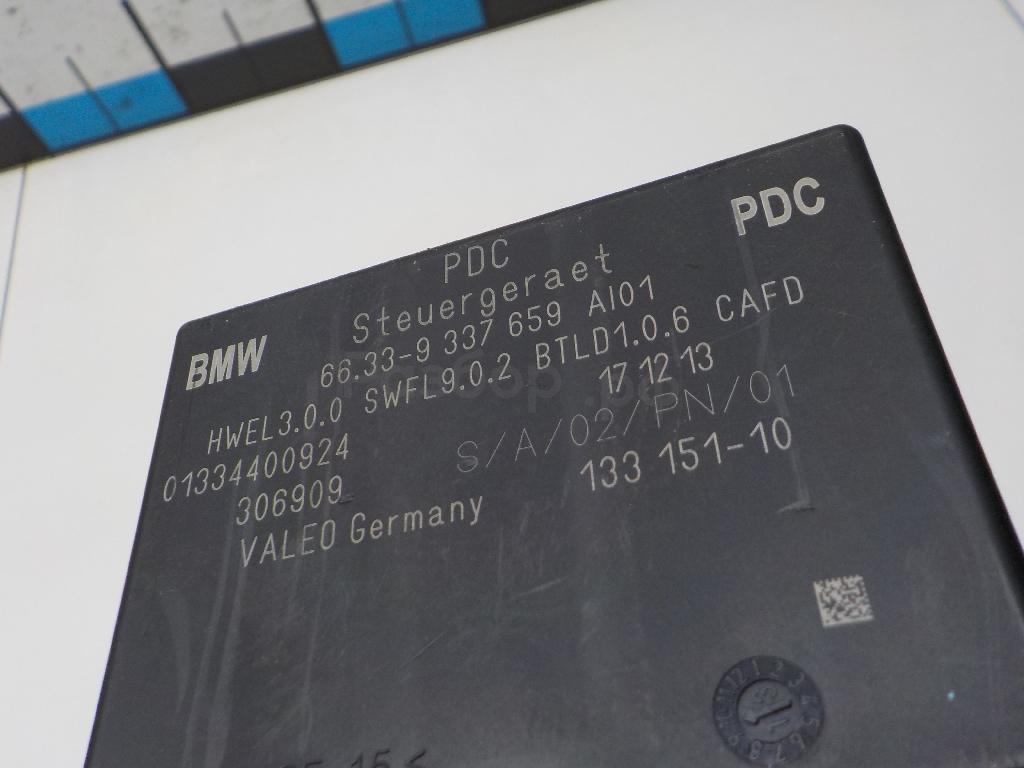 PDC
PDC
Steuergeraet
BMW
66.33-9 337 659 AI01
HWEL3.0.0 SWFL9.0.2 BTLD1.0.6 CAFD
01334400924
17 12 13
306909
S/A/02/PN/01
VALEO Germany
133 151-10